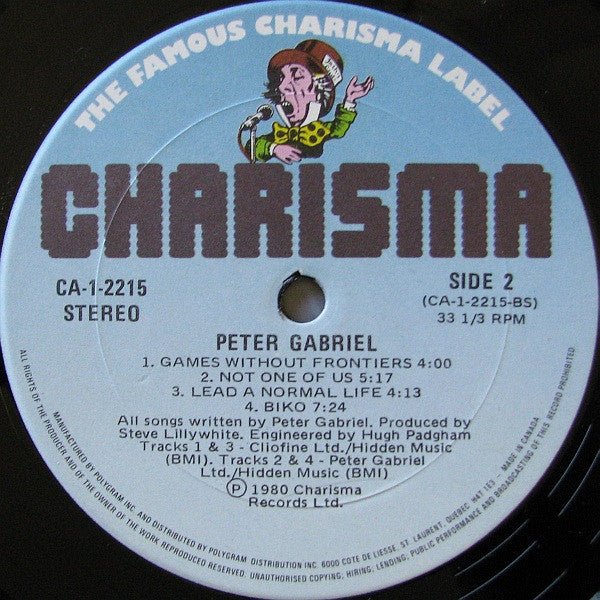 THE FAMOUS CHARISMA LABEL
CHARISMA
CA-1-2215
STEREO
SIDE 2
(CA-1-2215-BS)
33 1/3 RPM
PETER GABRIEL
1. GAMES WITHOUT FRONTIERS 4:00
2. NOT ONE OF US 5:17
3. LEAD A NORMAL LIFE 4:13
4. BIKO 7:24
All songs written by Peter Gabriel. Produced by
Steve Lillywhite. Engineered by Hugh Padgham
Tracks 1 & 3 - Cliofine Ltd./Hidden Music
(BMI). Tracks 2 & 4 - Peter Gabriel
Ltd./Hidden Music (BMI)
Ⓟ 1980 Charisma
Records Ltd.
MANUFACTURED BY POLYGRAM INC. AND DISTRIBUTED BY POLYGRAM DISTRIBUTION INC. 6000 COTE DE LIESSE, ST. LAURENT, QUEBEC H4T 1E3 - MADE IN CANADA
ALL RIGHTS OF THE PRODUCER AND OF THE OWNER OF THE WORK REPRODUCED RESERVED. UNAUTHORISED COPYING; HIRING; LENDING; PUBLIC PERFORMANCE AND BROADCASTING OF THIS RECORD PROHIBITED